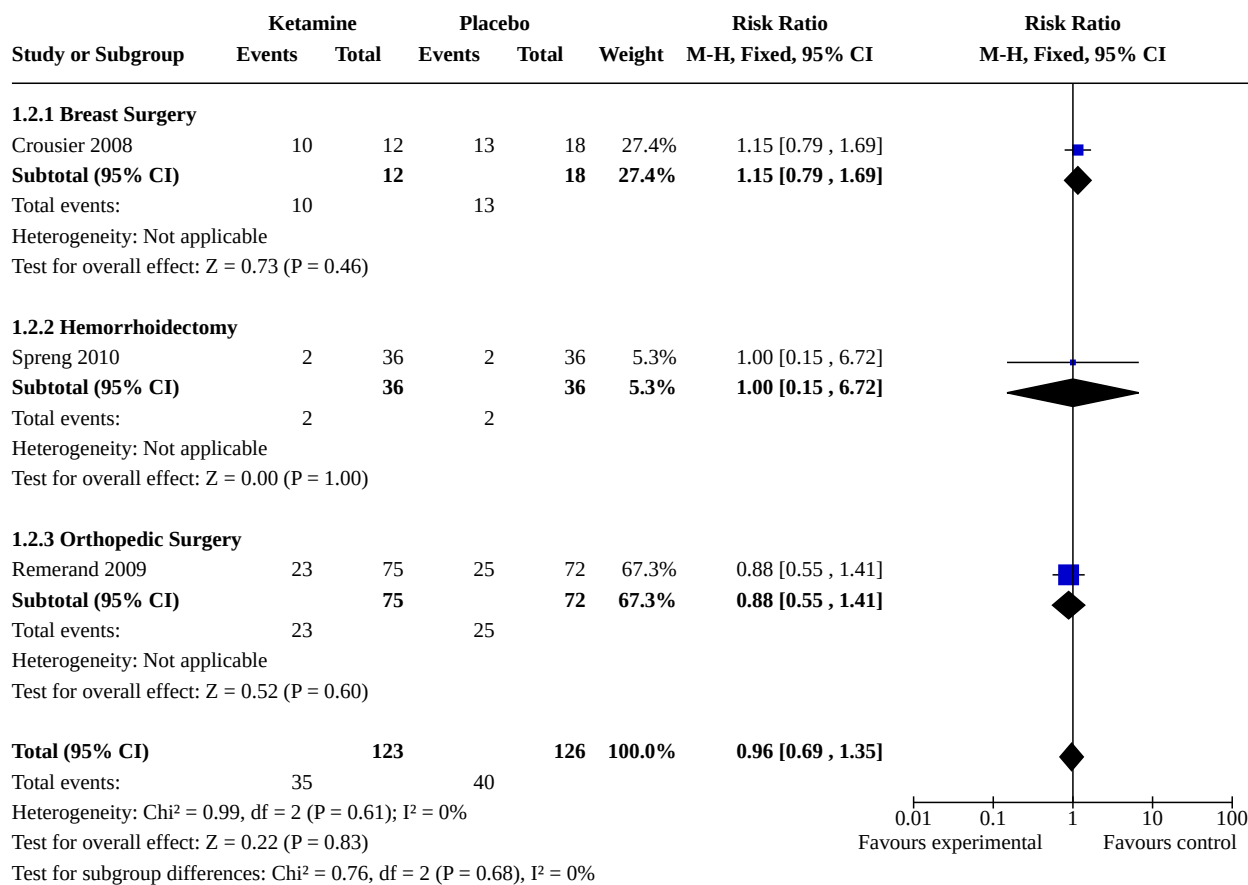 Ketamine Placebo Risk Ratio Risk Ratio
Study or Subgroup Events Total Events Total Weight M-H, Fixed, 95% CI M-H, Fixed, 95% CI
1.2.1 Breast Surgery
Crousier 2008 10 12 13 18 27.4% 1.15 [0.79 , 1.69]
Subtotal (95% CI) 12 18 27.4% 1.15 [0.79 , 1.69]
Total events: 10 13
Heterogeneity: Not applicable
Test for overall effect: Z = 0.73 (P = 0.46)
1.2.2 Hemorrhoidectomy
Spreng 2010 2 36 2 36 5.3% 1.00 [0.15 , 6.72]
Subtotal (95% CI) 36 36 5.3% 1.00 [0.15 , 6.72]
Total events: 2 2
Heterogeneity: Not applicable
Test for overall effect: Z = 0.00 (P = 1.00)
1.2.3 Orthopedic Surgery
Remerand 2009 23 75 25 72 67.3% 0.88 [0.55 , 1.41]
Subtotal (95% CI) 75 72 67.3% 0.88 [0.55 , 1.41]
Total events: 23 25
Heterogeneity: Not applicable
Test for overall effect: Z = 0.52 (P = 0.60)
Total (95% CI) 123 126 100.0% 0.96 [0.69 , 1.35]
Total events: 35 40
Heterogeneity: Chi² = 0.99, df = 2 (P = 0.61); I² = 0%
0.01 0.1 1 10 100
Test for overall effect: Z = 0.22 (P = 0.83) Favours experimental Favours control
Test for subgroup differences: Chi² = 0.76, df = 2 (P = 0.68), I² = 0%